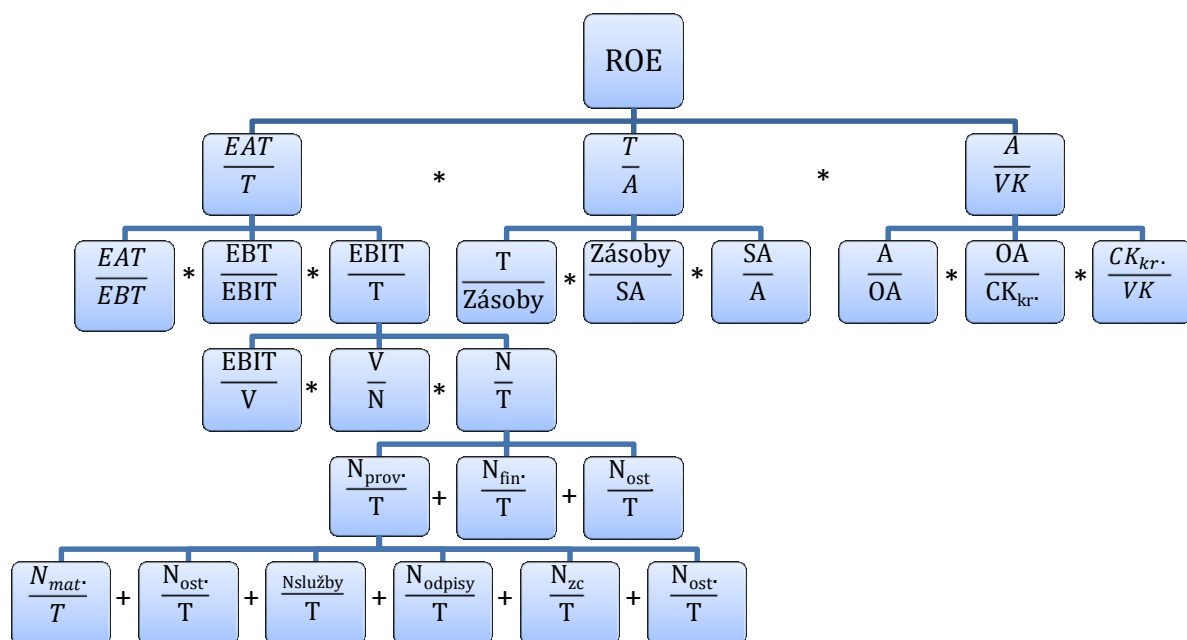 ROE
EAT/T * T/A * A/VK
EAT/EBT * EBT/EBIT * EBIT/T T/Zásoby * Zásoby/SA * SA/A A/OA * OA/CKkr. * CKkr./VK
EBIT/V * V/N * N/T
Nprov./T + Nfin./T + Nost/T
Nmat./T + Nost./T + Nslužby/T + Nodpisy/T + Nzc/T + Nost./T